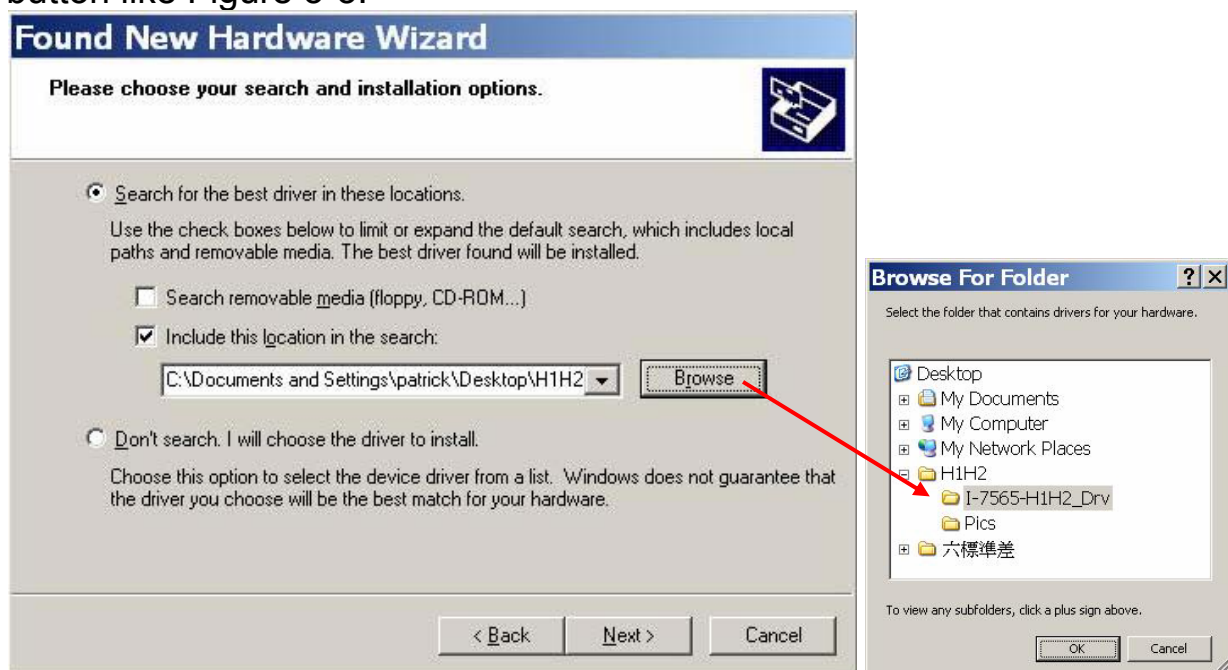 button like Figure 3-3.
Found New Hardware Wizard
Please choose your search and installation options.
Search for the best driver in these locations.
Use the check boxes below to limit or expand the default search, which includes local
paths and removable media. The best driver found will be installed.
Search removable media (floppy, CD-ROM...)
Include this location in the search:
C:\Documents and Settings\patrick\Desktop\H1H2
Browse
Don't search. I will choose the driver to install.
Choose this option to select the device driver from a list. Windows does not guarantee that
the driver you choose will be the best match for your hardware.
< Back
Next >
Cancel
Browse For Folder
Select the folder that contains drivers for your hardware.
Desktop
My Documents
My Computer
My Network Places
H1H2
I-7565-H1H2_Drv
Pics
六標準差
To view any subfolders, click a plus sign above.
OK
Cancel